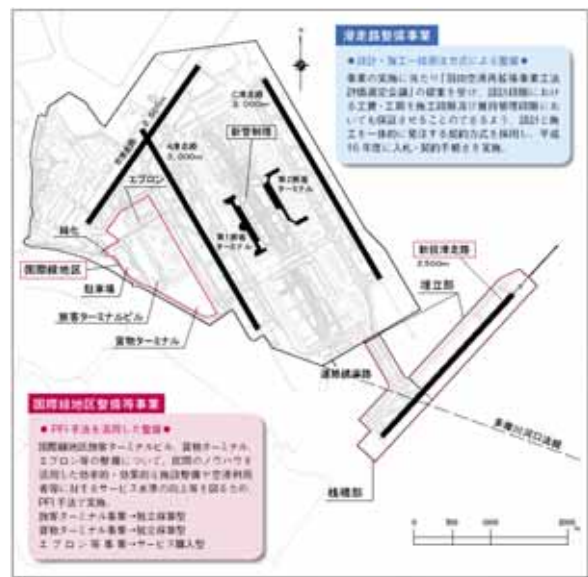 滑走路整備事業
●設計・施工一括発注方式による整備●
事業の実施に当たり「羽田空港再拡張事業工法
評価選定会議」の提案を受け、設計段階における
工費・工期を施工段階及び維持管理段階にお
いても保証させることのできるよう、設計と施
工を一体的に発注する契約方式を採用し、平成
16年度に入札・契約手続きを実施。
N
C滑走路
3,000m
B滑走路 2,500m
A滑走路
3,000m
新管制塔
エプロン
第2旅客
ターミナル
第1旅客
ターミナル
緑化
国際線地区
駐車場
旅客ターミナルビル
貨物ターミナル
新設滑走路
2,500m
埋立部
連絡誘導路
多摩川河口法線
桟橋部
国際線地区整備等事業
●PFI手法を活用した整備●
国際線地区旅客ターミナルビル、貨物ターミナル、
エプロン等の整備について、民間のノウハウを
活用した効率的・効果的な施設整備や空港利用
者等に対するサービス水準の向上等を図るため、
PFI手法で実施。
旅客ターミナル事業→独立採算型
貨物ターミナル事業→独立採算型
エプロン等事業→サービス購入型
0 500 1000 2000
m